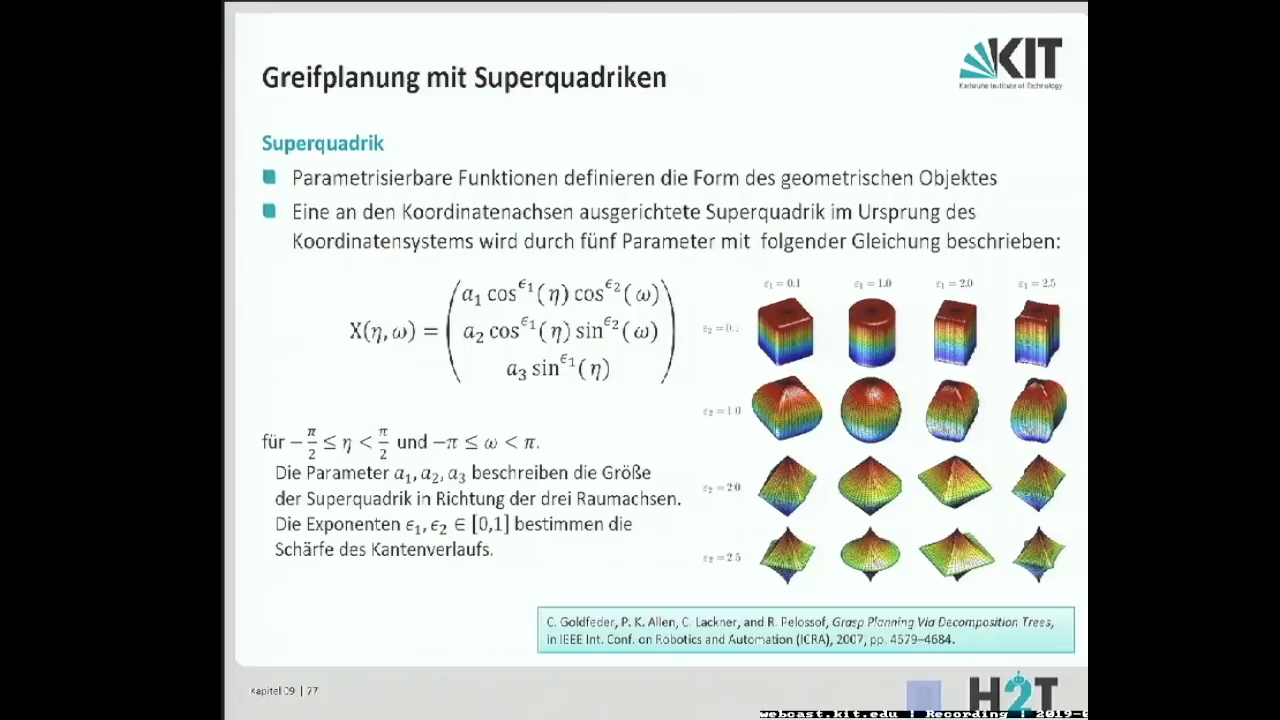 Greifplanung mit Superquadriken
KIT
Karlsruhe Institute of Technology
Superquadrik
Parametrisierbare Funktionen definieren die Form des geometrischen Objektes
Eine an den Koordinatenachsen ausgerichtete Superquadrik im Ursprung des
Koordinatensystems wird durch fünf Parameter mit folgender Gleichung beschrieben:
X(η, ω) = ( a₁ cos^ϵ₁(η) cos^ϵ₂(ω)
a₂ cos^ϵ₁(η) sin^ϵ₂(ω)
a₃ sin^ϵ₁(η) )
für −π/2 ≤ η < π/2 und −π ≤ ω < π.
Die Parameter a₁, a₂, a₃ beschreiben die Größe
der Superquadrik in Richtung der drei Raumachsen.
Die Exponenten ϵ₁, ϵ₂ ∈ [0,1] bestimmen die
Schärfe des Kantenverlaufs.
ε₁ = 0.1 ε₁ = 1.0 ε₁ = 2.0 ε₁ = 2.5
ε₂ = 0.1
ε₂ = 1.0
ε₂ = 2.0
ε₂ = 2.5
C. Goldfeder, P. K. Allen, C. Lackner, and R. Pelossof, Grasp Planning Via Decomposition Trees,
in IEEE Int. Conf. on Robotics and Automation (ICRA), 2007, pp. 4679–4684.
Kapitel 09 | 77
H2T
webcast.kit.edu | Recording | 2019-